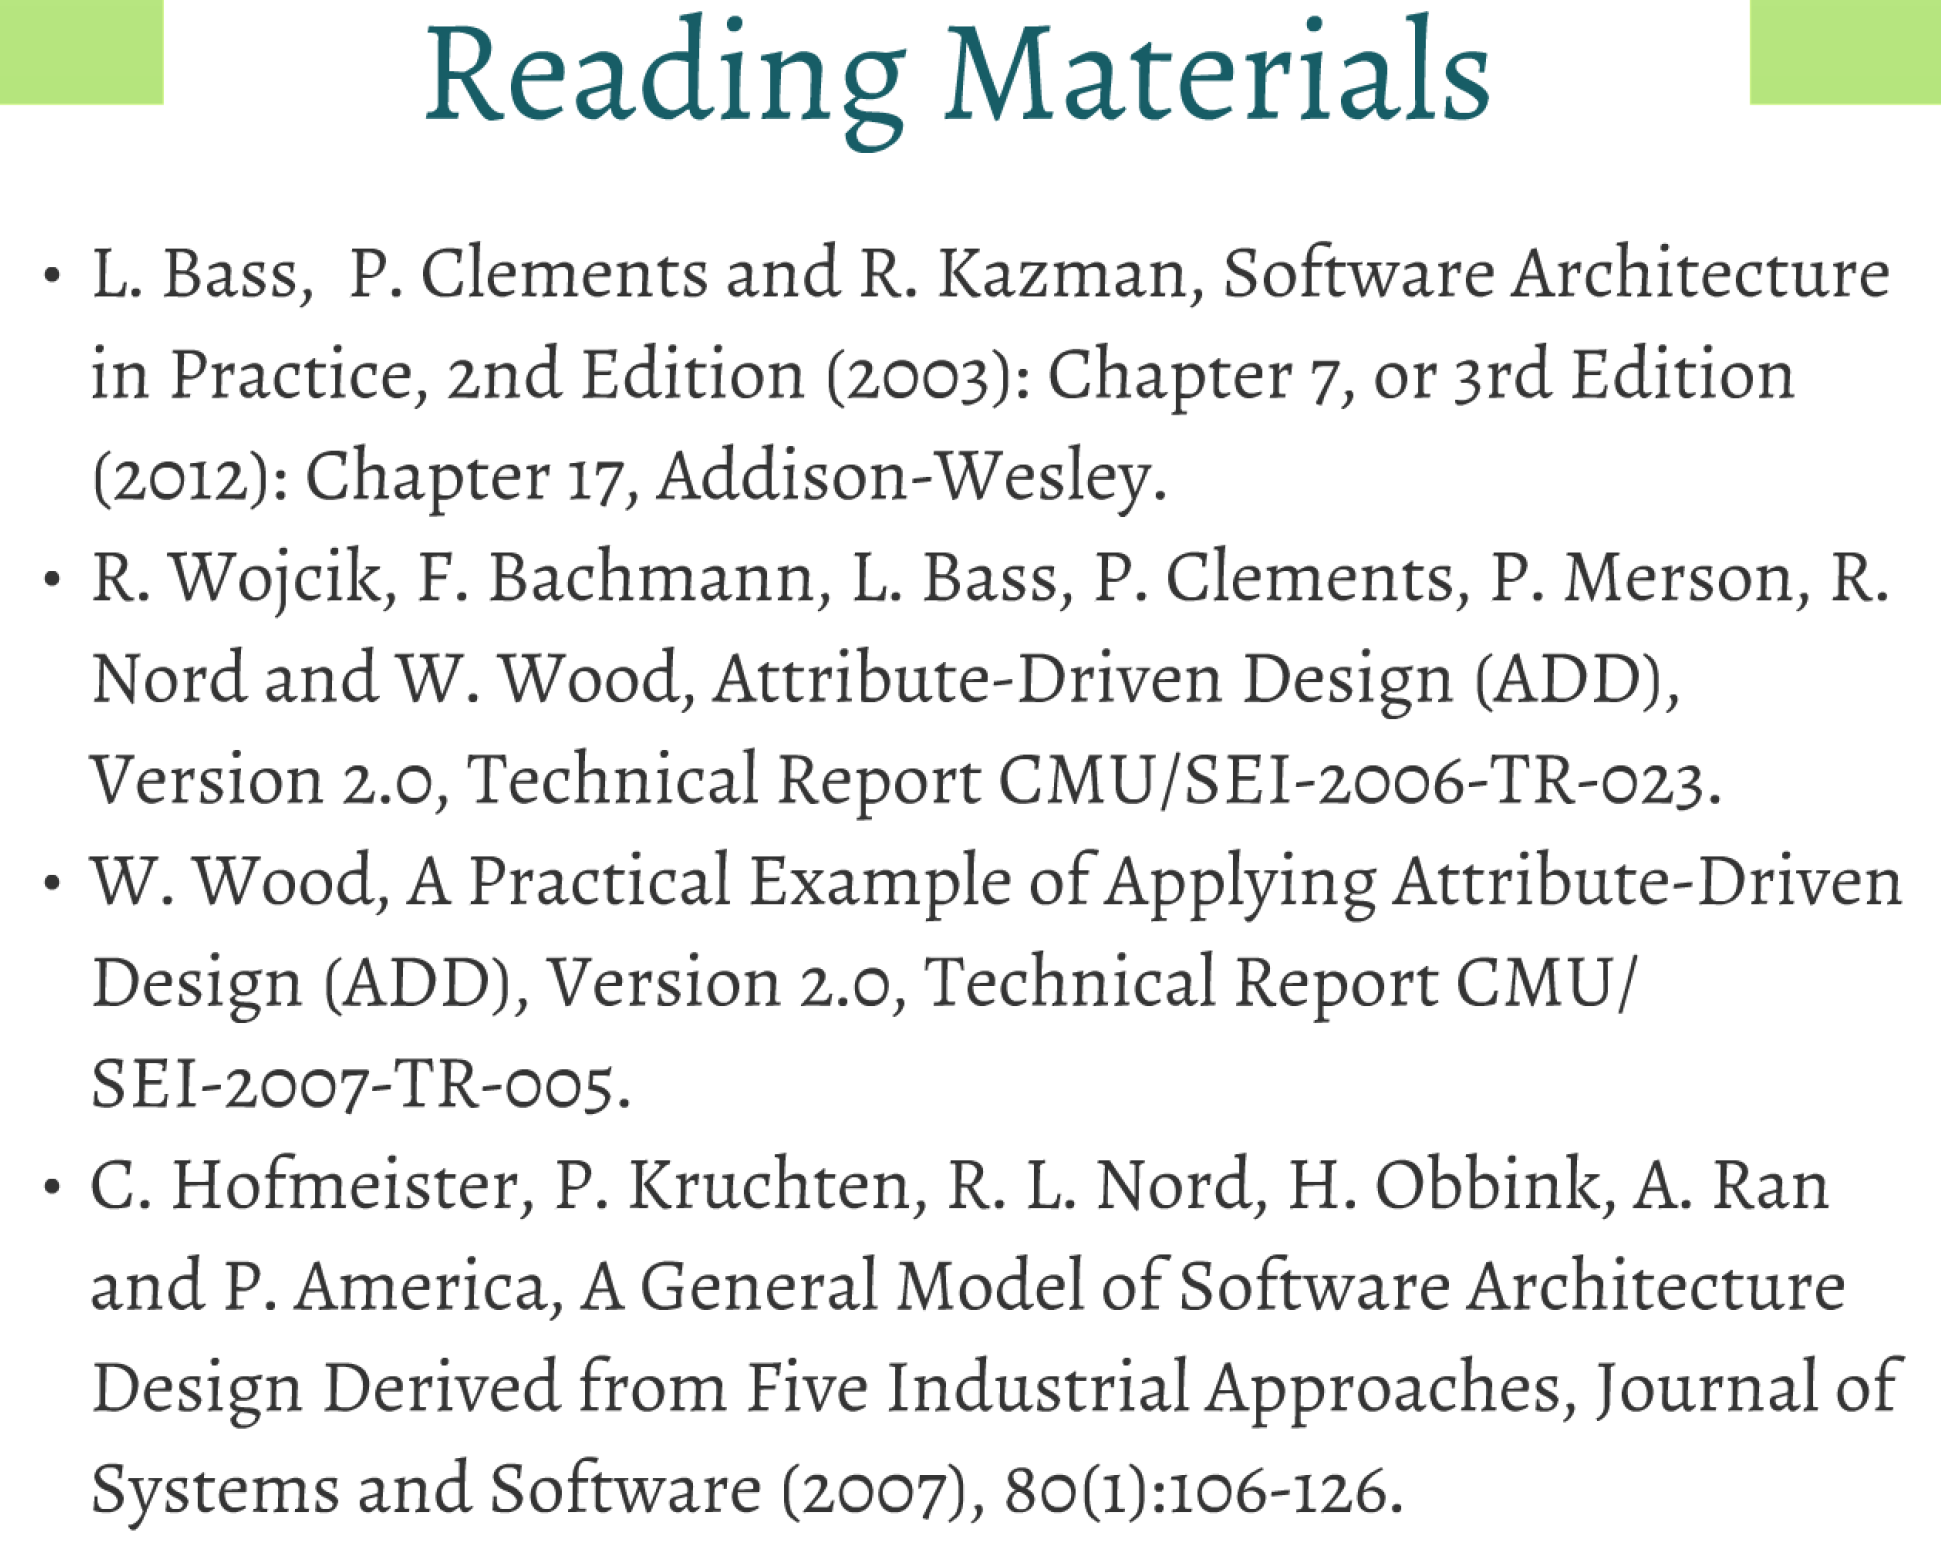 Reading Materials
• L. Bass,  P. Clements and R. Kazman, Software Architecture
in Practice, 2nd Edition (2003): Chapter 7, or 3rd Edition
(2012): Chapter 17, Addison-Wesley.
• R. Wojcik, F. Bachmann, L. Bass, P. Clements, P. Merson, R.
Nord and W. Wood, Attribute-Driven Design (ADD),
Version 2.0, Technical Report CMU/SEI-2006-TR-023.
• W. Wood, A Practical Example of Applying Attribute-Driven
Design (ADD), Version 2.0, Technical Report CMU/
SEI-2007-TR-005.
• C. Hofmeister, P. Kruchten, R. L. Nord, H. Obbink, A. Ran
and P. America, A General Model of Software Architecture
Design Derived from Five Industrial Approaches, Journal of
Systems and Software (2007), 80(1):106-126.